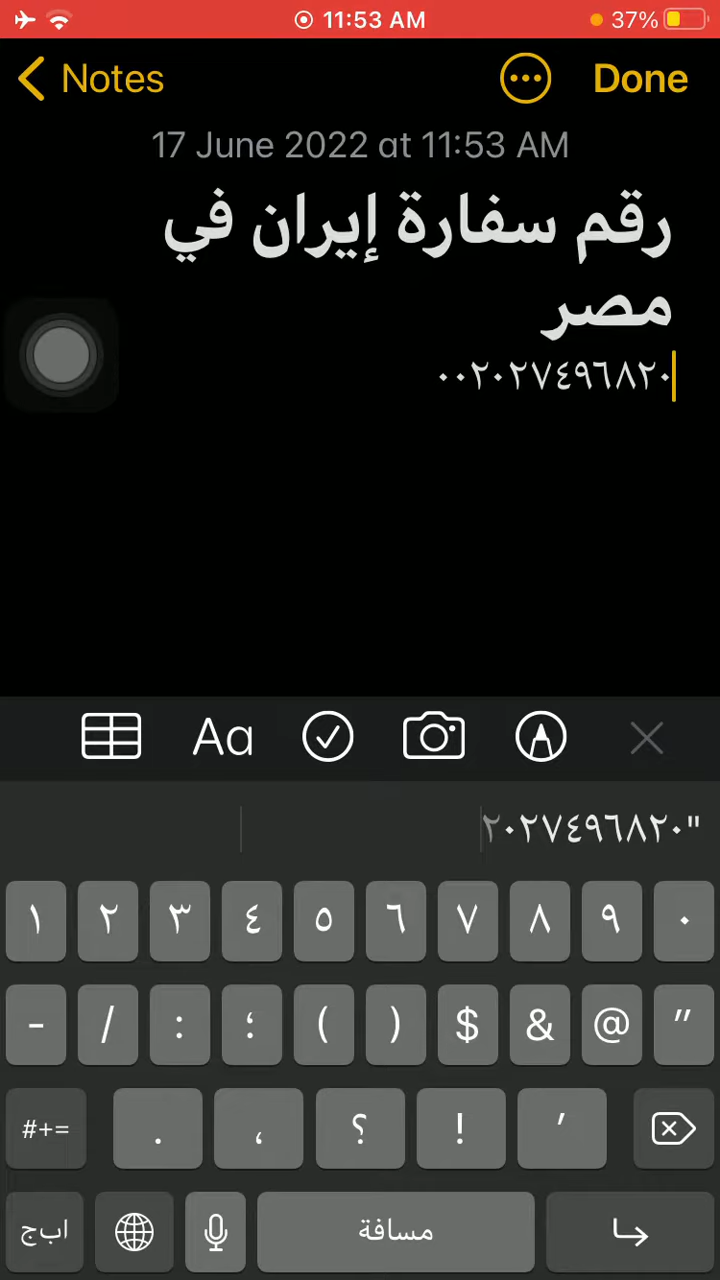 11:53 AM
37%
Notes
Done
17 June 2022 at 11:53 AM
رقم سفارة إيران في
مصر
٠٠٢٠٢٧٤٩٦٨٢٠
٢٠٢٧٤٩٦٨٢٠"
Aa
١ ٢ ٣ ٤ ٥ ٦ ٧ ٨ ٩ ٠
- / : ؛ ( ) $ & @ ”
#+= . ، ؟ ! ’
اب‌ج مسافة